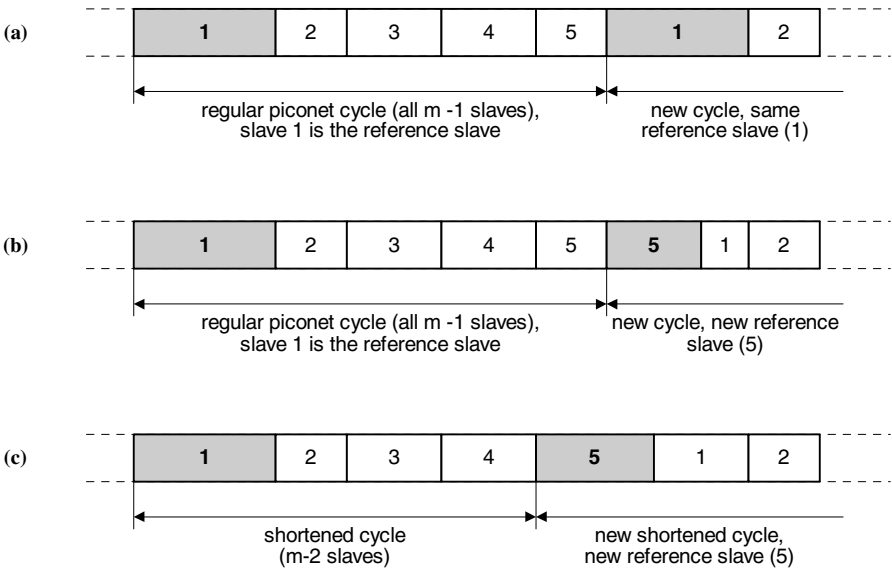 (a)
1 2 3 4 5 1 2
regular piconet cycle (all m -1 slaves),
slave 1 is the reference slave
new cycle, same
reference slave (1)
(b)
1 2 3 4 5 5 1 2
regular piconet cycle (all m -1 slaves),
slave 1 is the reference slave
new cycle, new reference
slave (5)
(c)
1 2 3 4 5 1 2
shortened cycle
(m-2 slaves)
new shortened cycle,
new reference slave (5)